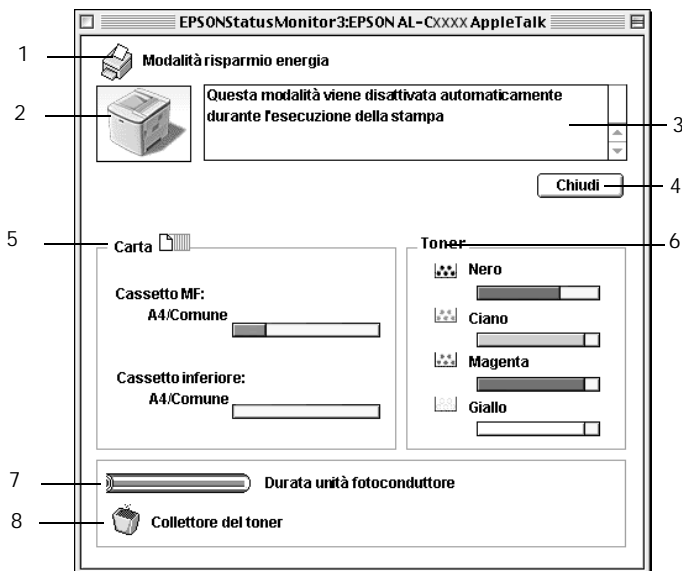 EPSONStatusMonitor3:EPSON AL-CXXXX AppleTalk
1
Modalità risparmio energia
2
Questa modalità viene disattivata automaticamente
durante l'esecuzione della stampa
3
Chiudi
4
5
Carta
Toner
6
Nero
Cassetto MF:
A4/Comune
Ciano
Magenta
Cassetto inferiore:
A4/Comune
Giallo
7
Durata unità fotoconduttore
8
Collettore del toner